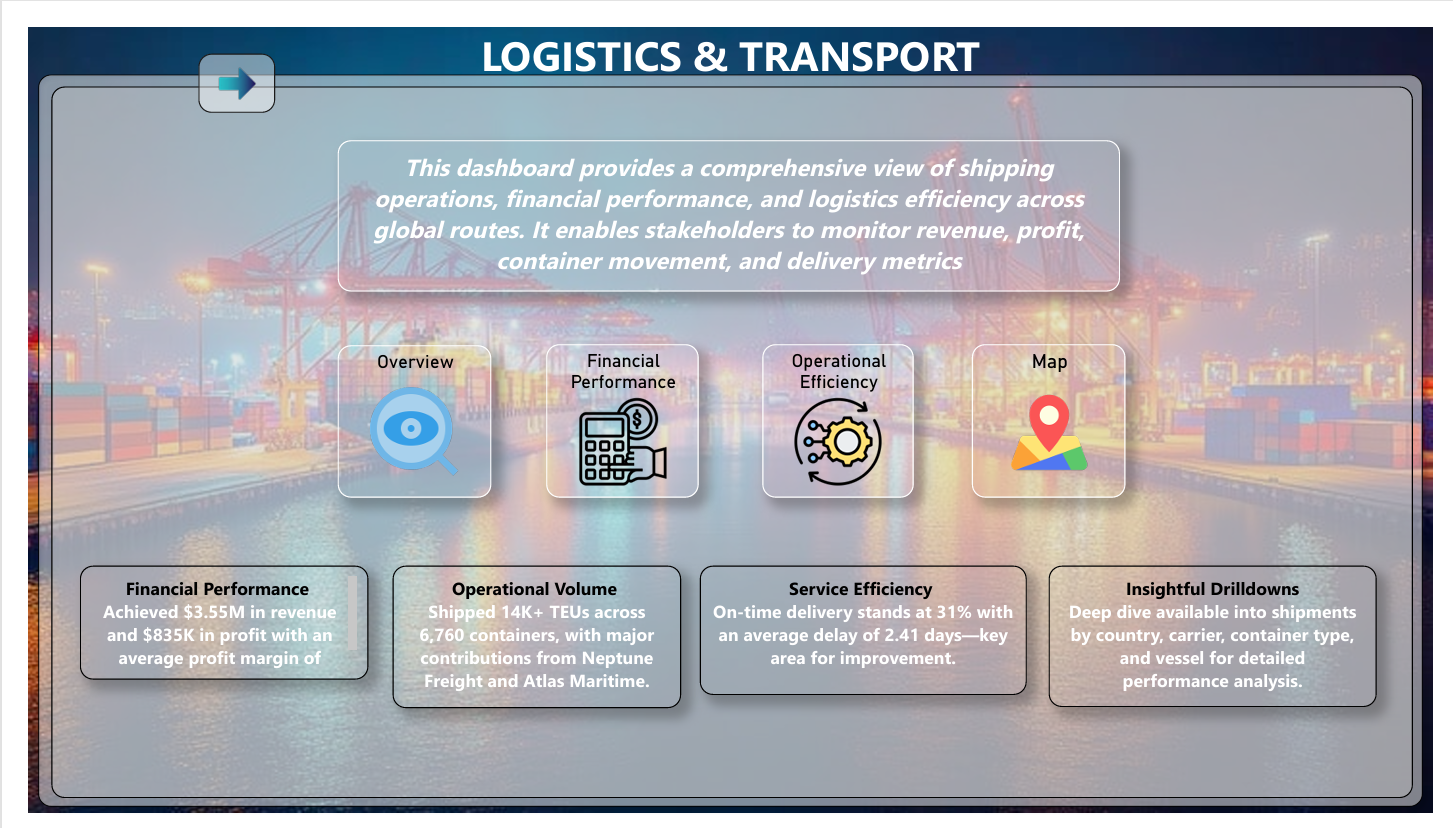 LOGISTICS & TRANSPORT
This dashboard provides a comprehensive view of shipping
operations, financial performance, and logistics efficiency across
global routes. It enables stakeholders to monitor revenue, profit,
container movement, and delivery metrics
Overview
Financial
Performance
Operational
Efficiency
Map
Financial Performance
Achieved $3.55M in revenue
and $835K in profit with an
average profit margin of
Operational Volume
Shipped 14K+ TEUs across
6,760 containers, with major
contributions from Neptune
Freight and Atlas Maritime.
Service Efficiency
On-time delivery stands at 31% with
an average delay of 2.41 days—key
area for improvement.
Insightful Drilldowns
Deep dive available into shipments
by country, carrier, container type,
and vessel for detailed
performance analysis.